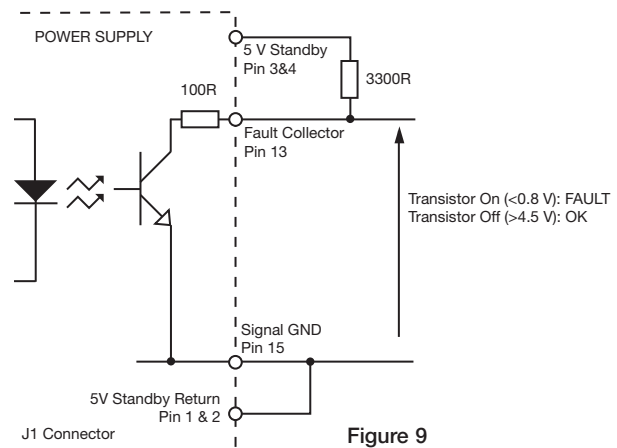 POWER SUPPLY
5 V Standby
Pin 3&4
3300R
100R
Fault Collector
Pin 13
Transistor On (<0.8 V): FAULT
Transistor Off (>4.5 V): OK
Signal GND
Pin 15
5V Standby Return
Pin 1 & 2
J1 Connector
Figure 9